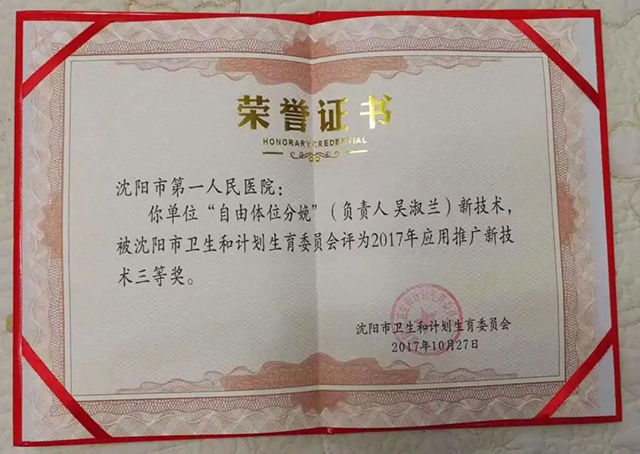 荣誉证书
HONORARY CREDENTIAL
沈阳市第一人民医院：
你单位“自由体位分娩”（负责人吴淑兰）新技术，
被沈阳市卫生和计划生育委员会评为2017年应用推广新技
术三等奖。
沈阳市卫生和计划生育委员会
2017年10月27日